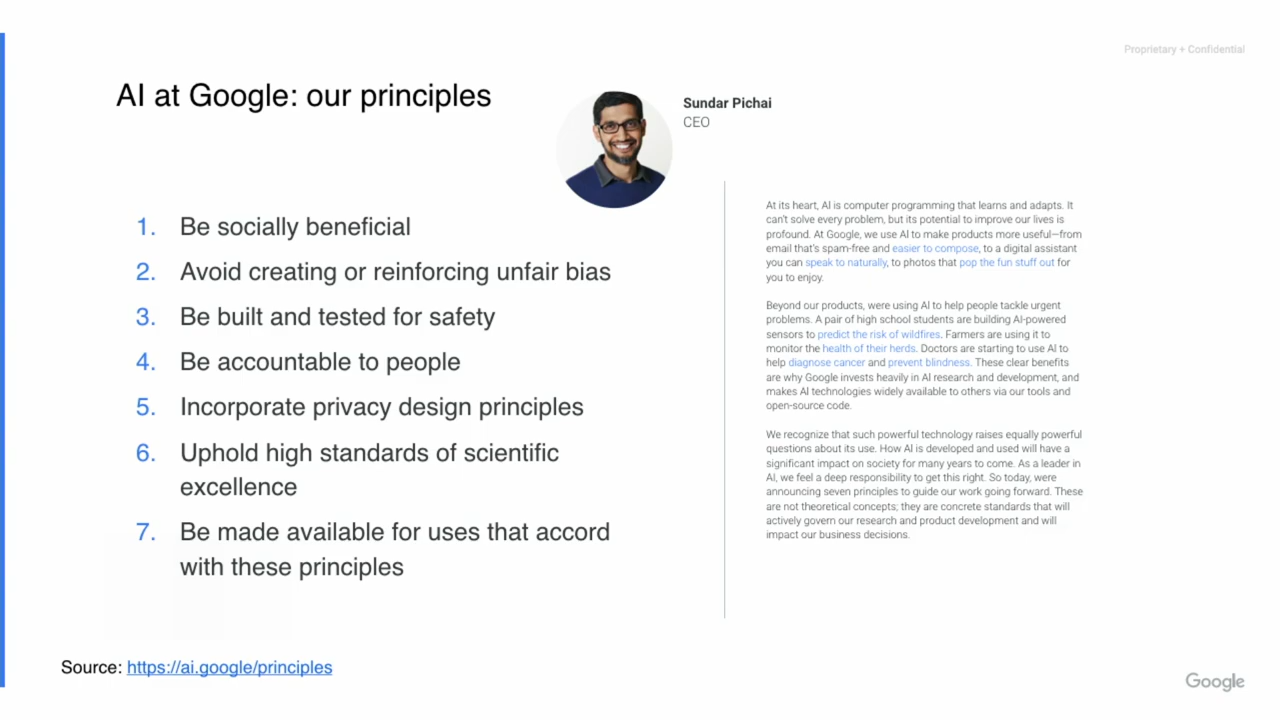 Proprietary + Confidential
AI at Google: our principles
Sundar Pichai
CEO
1. Be socially beneficial
2. Avoid creating or reinforcing unfair bias
3. Be built and tested for safety
4. Be accountable to people
5. Incorporate privacy design principles
6. Uphold high standards of scientific
excellence
7. Be made available for uses that accord
with these principles
At its heart, AI is computer programming that learns and adapts. It
can't solve every problem, but its potential to improve our lives is
profound. At Google, we use AI to make products more useful—from
email that's spam-free and easier to compose, to a digital assistant
you can speak to naturally, to photos that pop the fun stuff out for
you to enjoy.
Beyond our products, were using AI to help people tackle urgent
problems. A pair of high school students are building AI-powered
sensors to predict the risk of wildfires. Farmers are using it to
monitor the health of their herds. Doctors are starting to use AI to
help diagnose cancer and prevent blindness. These clear benefits
are why Google invests heavily in AI research and development, and
makes AI technologies widely available to others via our tools and
open-source code.
We recognize that such powerful technology raises equally powerful
questions about its use. How AI is developed and used will have a
significant impact on society for many years to come. As a leader in
AI, we feel a deep responsibility to get this right. So today, were
announcing seven principles to guide our work going forward. These
are not theoretical concepts; they are concrete standards that will
actively govern our research and product development and will
impact our business decisions.
Source: https://ai.google/principles
Google